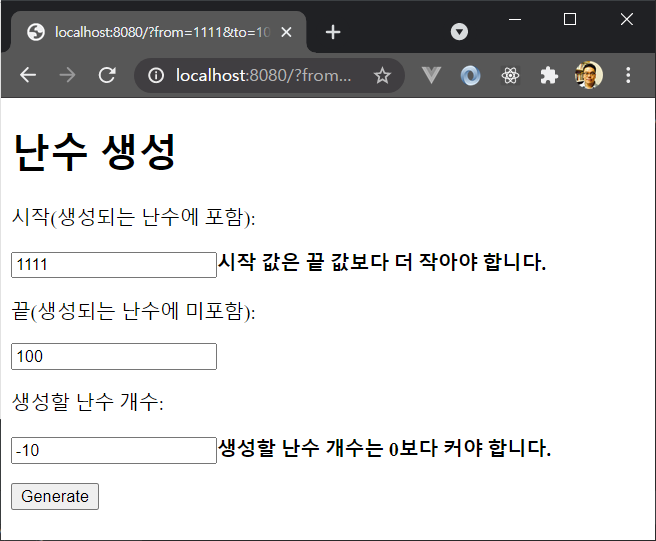 localhost:8080/?from=1111&to=10
localhost:8080/?from...
난수 생성
시작(생성되는 난수에 포함):
1111 시작 값은 끝 값보다 더 작아야 합니다.
끝(생성되는 난수에 미포함):
100
생성할 난수 개수:
-10 생성할 난수 개수는 0보다 커야 합니다.
Generate